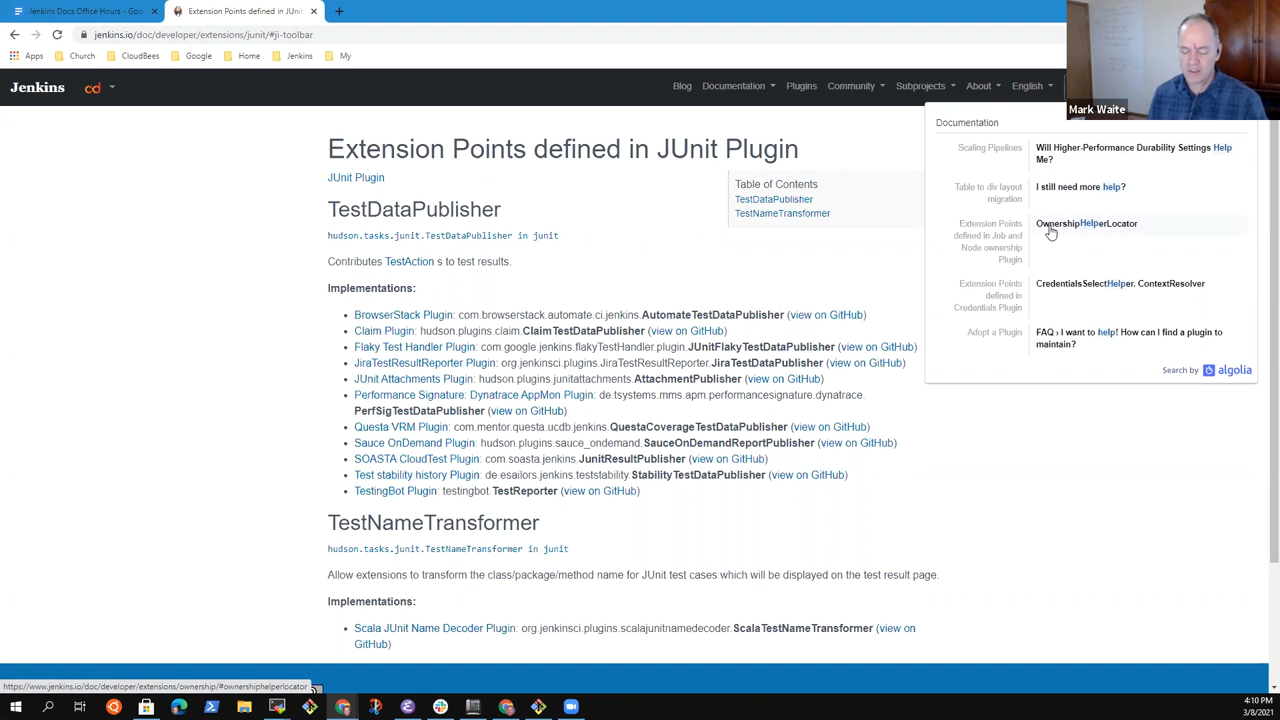 Jenkins Docs Office Hours - Goo
Extension Points defined in JUnit
jenkins.io/doc/developer/extensions/junit/#ji-toolbar
Apps
Church
CloudBees
Google
Home
Jenkins
My
Jenkins
cd
Blog
Documentation
Plugins
Community
Subprojects
About
English
Mark Waite
Extension Points defined in JUnit Plugin
JUnit Plugin
Table of Contents
TestDataPublisher
TestNameTransformer
TestDataPublisher
hudson.tasks.junit.TestDataPublisher in junit
Contributes TestAction s to test results.
Implementations:
BrowserStack Plugin: com.browserstack.automate.ci.jenkins.AutomateTestDataPublisher (view on GitHub)
Claim Plugin: hudson.plugins.claim.ClaimTestDataPublisher (view on GitHub)
Flaky Test Handler Plugin: com.google.jenkins.flakyTestHandler.plugin.JUnitFlakyTestDataPublisher (view on GitHub)
JiraTestResultReporter Plugin: org.jenkinsci.plugins.JiraTestResultReporter.JiraTestDataPublisher (view on GitHub)
JUnit Attachments Plugin: hudson.plugins.junitattachments.AttachmentPublisher (view on GitHub)
Performance Signature: Dynatrace AppMon Plugin: de.tsystems.mms.apm.performancesignature.dynatrace.
PerfSigTestDataPublisher (view on GitHub)
Questa VRM Plugin: com.mentor.questa.ucdb.jenkins.QuestaCoverageTestDataPublisher (view on GitHub)
Sauce OnDemand Plugin: hudson.plugins.sauce_ondemand.SauceOnDemandReportPublisher (view on GitHub)
SOASTA CloudTest Plugin: com.soasta.jenkins.JunitResultPublisher (view on GitHub)
Test stability history Plugin: de.esailors.jenkins.teststability.StabilityTestDataPublisher (view on GitHub)
TestingBot Plugin: testingbot.TestReporter (view on GitHub)
TestNameTransformer
hudson.tasks.junit.TestNameTransformer in junit
Allow extensions to transform the class/package/method name for JUnit test cases which will be displayed on the test result page.
Implementations:
Scala JUnit Name Decoder Plugin: org.jenkinsci.plugins.scalajunitnamedecoder.ScalaTestNameTransformer (view on
GitHub)
Documentation
Scaling Pipelines
Will Higher-Performance Durability Settings Help
Me?
Table to div layout
migration
I still need more help?
Extension Points
defined in Job and
Node ownership
Plugin
OwnershipHelperLocator
Extension Points
defined in
Credentials Plugin
CredentialsSelectHelper. ContextResolver
Adopt a Plugin
FAQ › I want to help! How can I find a plugin to
maintain?
Search by algolia
https://www.jenkins.io/doc/developer/extensions/ownership/#ownershiphelperlocator
4:10 PM
3/8/2021